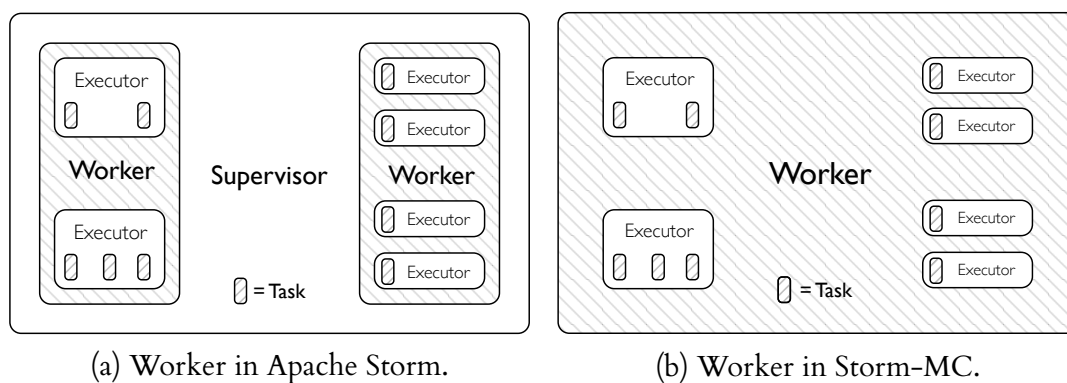 Executor
Worker
Executor
Supervisor
= Task
Executor
Executor
Worker
Executor
Executor
(a) Worker in Apache Storm.
Executor
Executor
Worker
= Task
Executor
Executor
Executor
Executor
(b) Worker in Storm-MC.